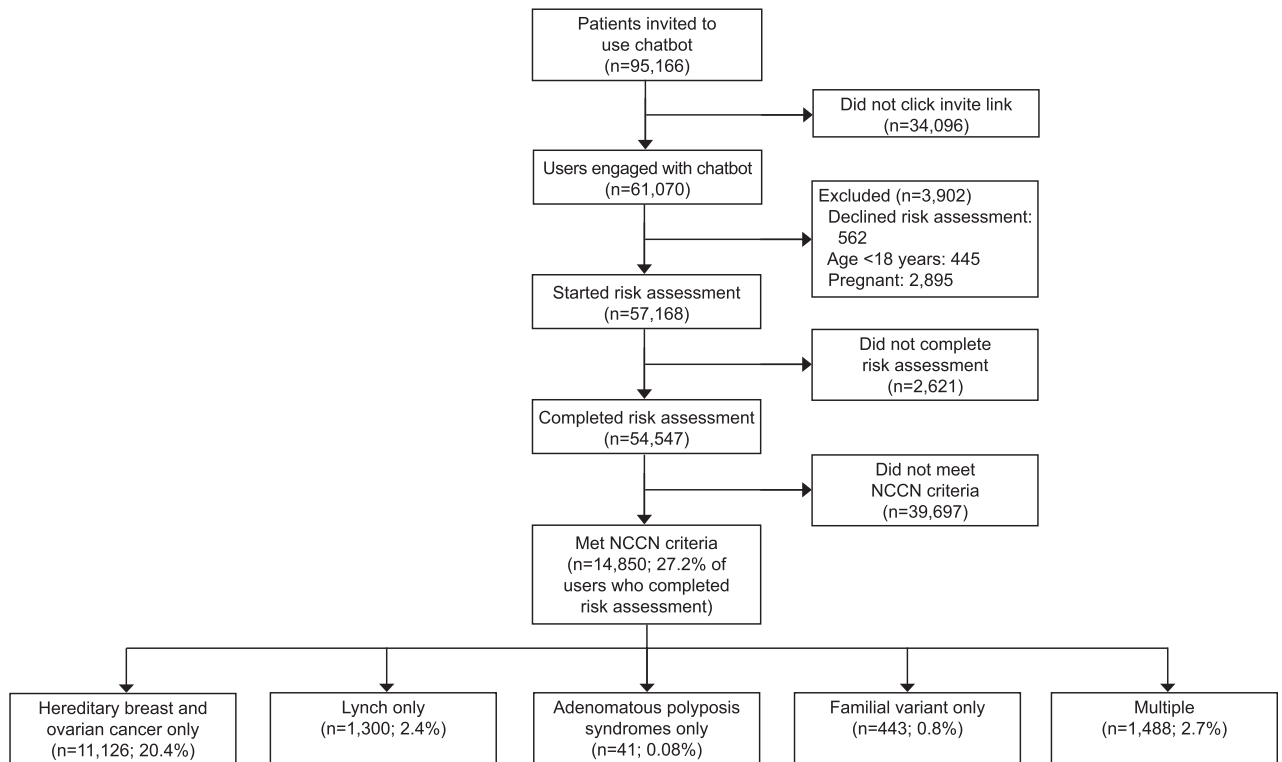 Patients invited to
use chatbot
(n=95,166)
Did not click invite link
(n=34,096)
Users engaged with chatbot
(n=61,070)
Excluded (n=3,902)
Declined risk assessment:
562
Age <18 years: 445
Pregnant: 2,895
Started risk assessment
(n=57,168)
Did not complete
risk assessment
(n=2,621)
Completed risk assessment
(n=54,547)
Did not meet
NCCN criteria
(n=39,697)
Met NCCN criteria
(n=14,850; 27.2% of
users who completed
risk assessment)
Hereditary breast and
ovarian cancer only
(n=11,126; 20.4%)
Lynch only
(n=1,300; 2.4%)
Adenomatous polyposis
syndromes only
(n=41; 0.08%)
Familial variant only
(n=443; 0.8%)
Multiple
(n=1,488; 2.7%)